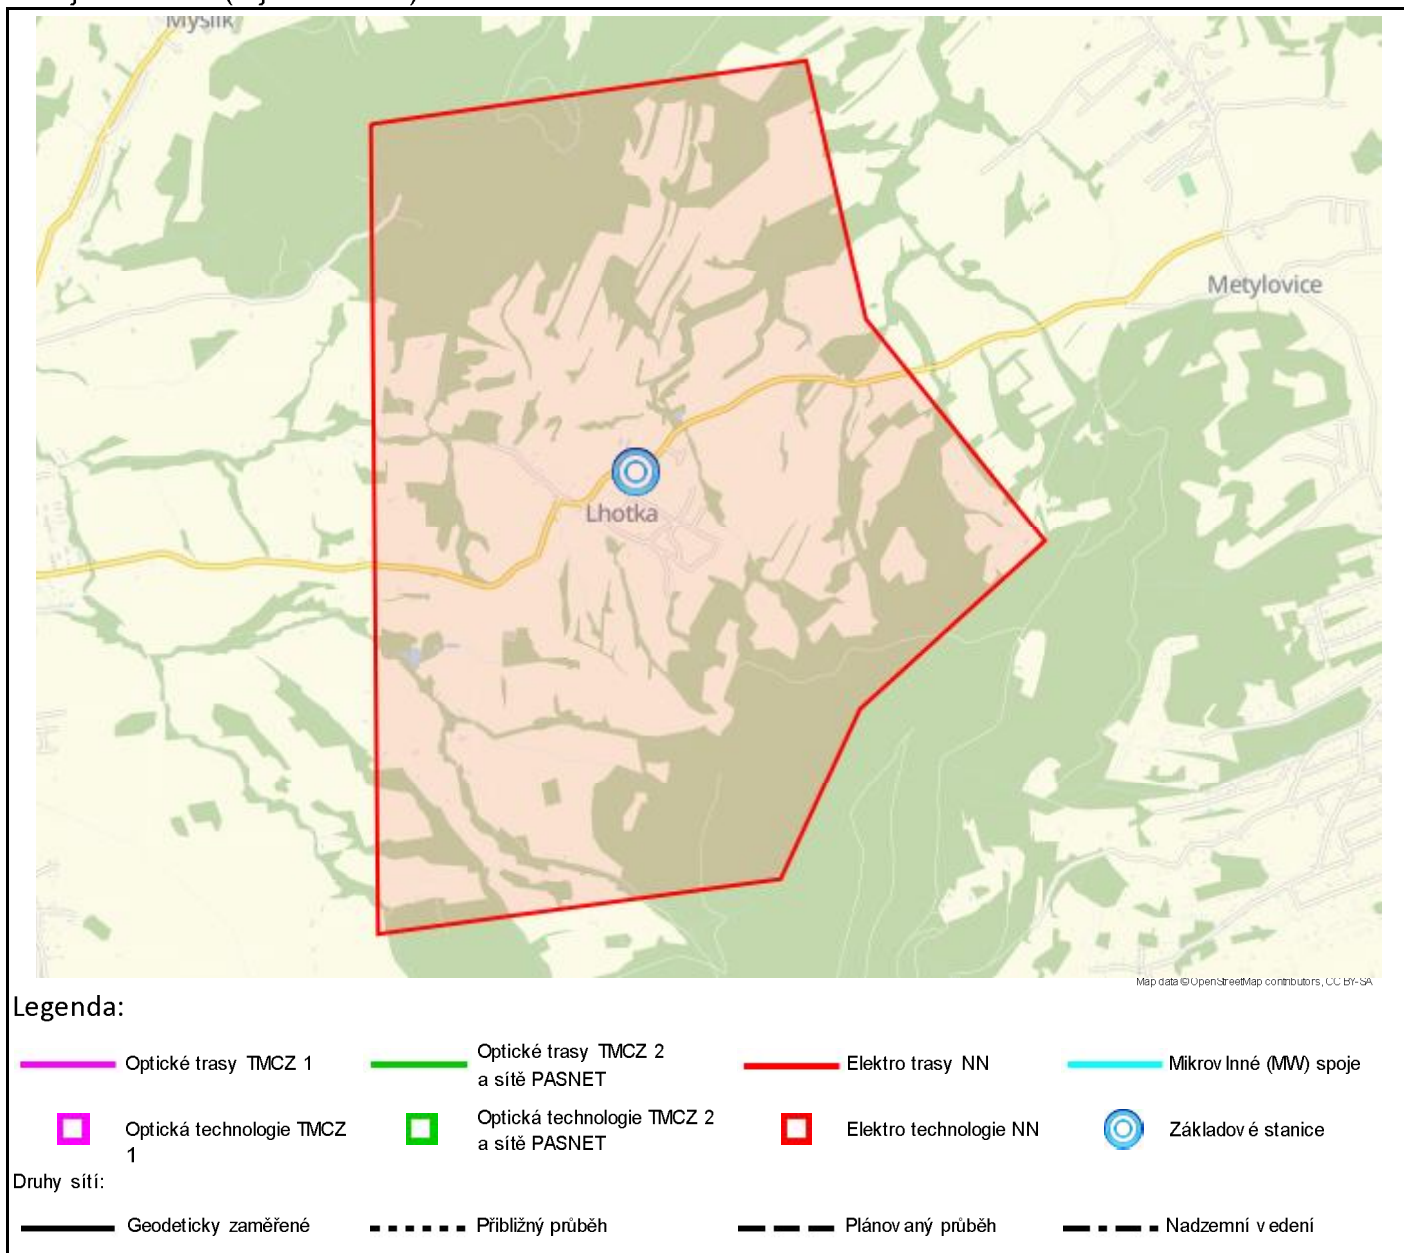 Myslík
Metylovice
Lhotka
Map data © OpenStreetMap contributors, CC BY-SA
Legenda:
Optické trasy TMCZ 1
Optické trasy TMCZ 2
a sítě PASNET
Elektro trasy NN
Mikrovlnné (MW) spoje
Optická technologie TMCZ
1
Optická technologie TMCZ 2
a sítě PASNET
Elektro technologie NN
Základové stanice
Druhy sítí:
Geodeticky zaměřené
Přibližný průběh
Plánovaný průběh
Nadzemní vedení